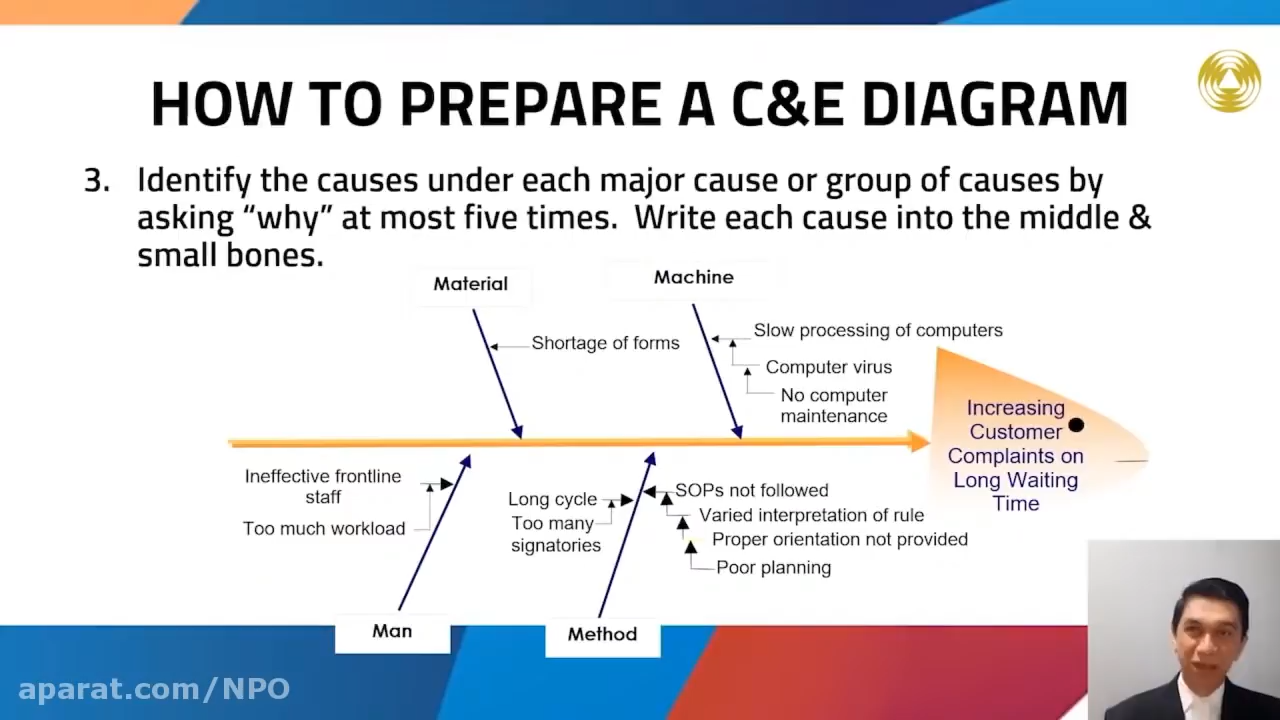 HOW TO PREPARE A C&E DIAGRAM
3. Identify the causes under each major cause or group of causes by
asking “why” at most five times. Write each cause into the middle &
small bones.
Material
Machine
Shortage of forms
Slow processing of computers
Computer virus
No computer
maintenance
Increasing
Customer
Complaints on
Long Waiting
Time
Ineffective frontline
staff
Too much workload
Long cycle
Too many
signatories
SOPs not followed
Varied interpretation of rule
Proper orientation not provided
Poor planning
Man
Method
aparat.com/NPO